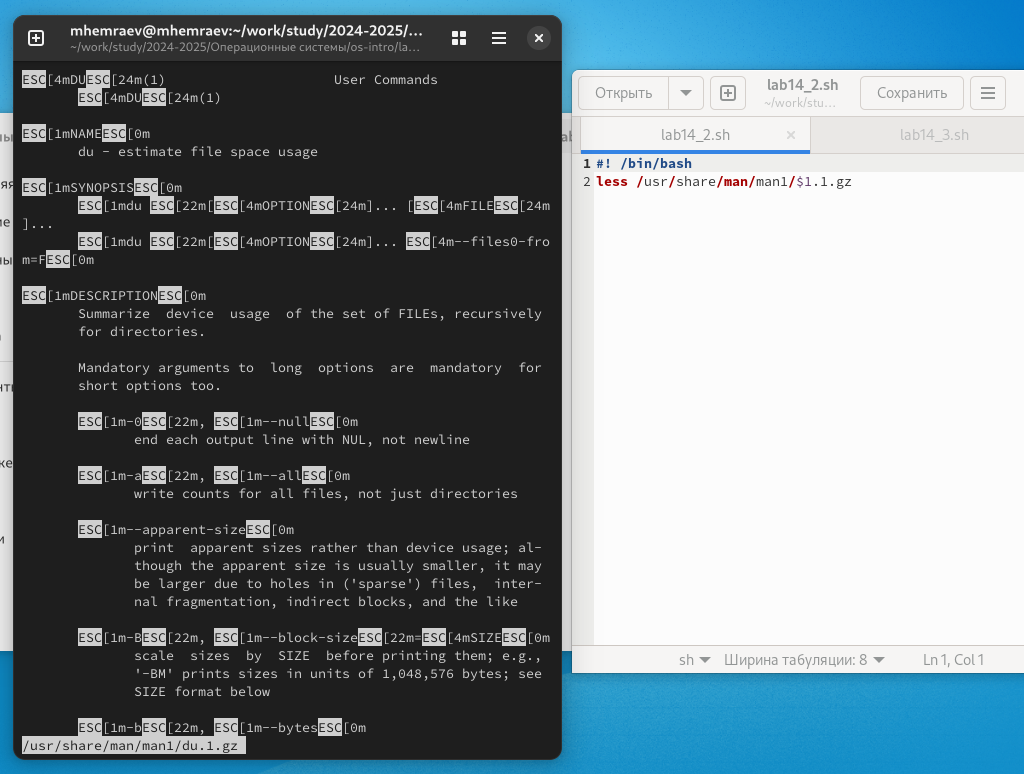 mhemraev@mhemraev:~/work/study/2024-2025/...
~/work/study/2024-2025/Операционные системы/os-intro/la...
ESC[4mDUESC[24m(1) User Commands
ESC[4mDUESC[24m(1)
ESC[1mNAMEESC[0m
du - estimate file space usage
ESC[1mSYNOPSISESC[0m
ESC[1mdu ESC[22m[ESC[4mOPTIONESC[24m]... [ESC[4mFILEESC[24m
]...
ESC[1mdu ESC[22m[ESC[4mOPTIONESC[24m]... ESC[4m--files0-fro
m=FESC[0m
ESC[1mDESCRIPTIONESC[0m
Summarize device usage of the set of FILEs, recursively
for directories.
Mandatory arguments to long options are mandatory for
short options too.
ESC[1m-0ESC[22m, ESC[1m--nullESC[0m
end each output line with NUL, not newline
ESC[1m-aESC[22m, ESC[1m--allESC[0m
write counts for all files, not just directories
ESC[1m--apparent-sizeESC[0m
print apparent sizes rather than device usage; al-
though the apparent size is usually smaller, it may
be larger due to holes in ('sparse') files, inter-
nal fragmentation, indirect blocks, and the like
ESC[1m-BESC[22m, ESC[1m--block-sizeESC[22m=ESC[4mSIZEESC[0m
scale sizes by SIZE before printing them; e.g.,
'-BM' prints sizes in units of 1,048,576 bytes; see
SIZE format below
ESC[1m-bESC[22m, ESC[1m--bytesESC[0m
/usr/share/man/man1/du.1.gz
Открыть
lab14_2.sh
~/work/stu...
Сохранить
lab14_2.sh
lab14_3.sh
1 #! /bin/bash
2 less /usr/share/man/man1/$1.1.gz
sh Ширина табуляции: 8 Ln 1, Col 1